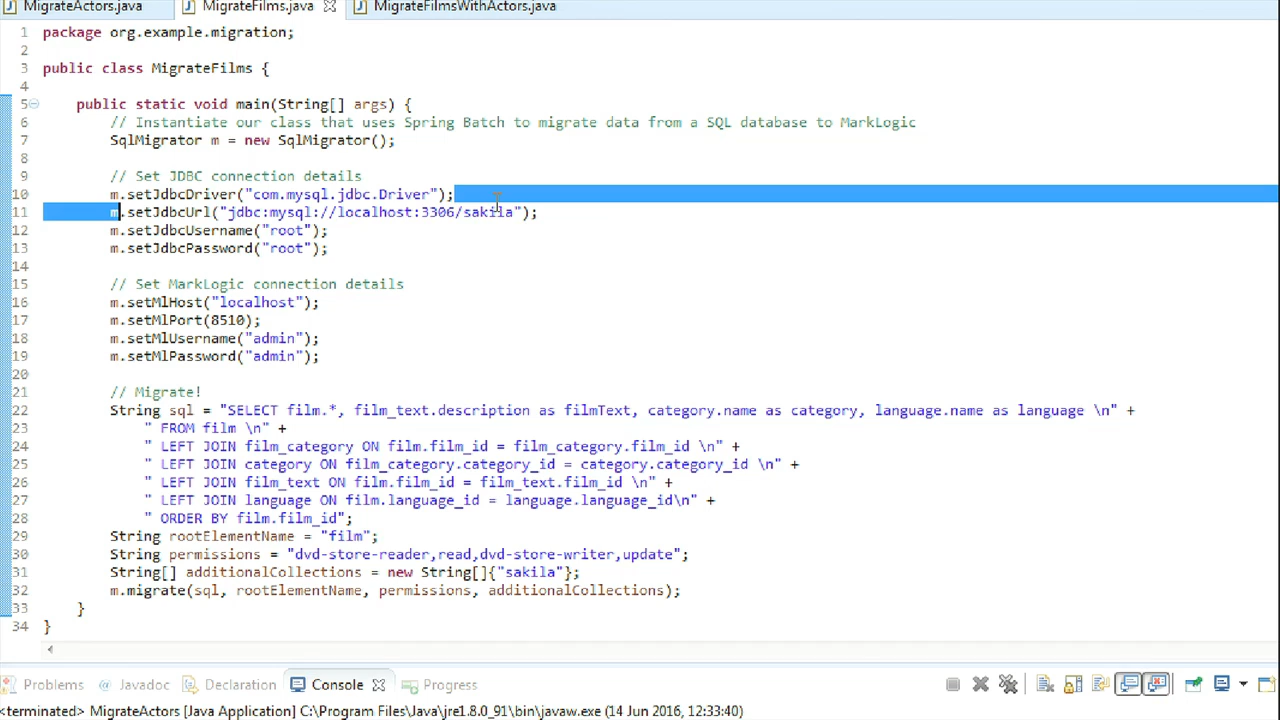 MigrateActors.java MigrateFilms.java MigrateFilmsWithActors.java
1 package org.example.migration;
2
3 public class MigrateFilms {
4
5 public static void main(String[] args) {
6 // Instantiate our class that uses Spring Batch to migrate data from a SQL database to MarkLogic
7 SqlMigrator m = new SqlMigrator();
8
9 // Set JDBC connection details
10 m.setJdbcDriver("com.mysql.jdbc.Driver");
11 m.setJdbcUrl("jdbc:mysql://localhost:3306/sakila");
12 m.setJdbcUsername("root");
13 m.setJdbcPassword("root");
14
15 // Set MarkLogic connection details
16 m.setMlHost("localhost");
17 m.setMlPort(8510);
18 m.setMlUsername("admin");
19 m.setMlPassword("admin");
20
21 // Migrate!
22 String sql = "SELECT film.*, film_text.description as filmText, category.name as category, language.name as language \n" +
23 " FROM film \n" +
24 " LEFT JOIN film_category ON film.film_id = film_category.film_id \n" +
25 " LEFT JOIN category ON film_category.category_id = category.category_id \n" +
26 " LEFT JOIN film_text ON film.film_id = film_text.film_id \n" +
27 " LEFT JOIN language ON film.language_id = language.language_id\n" +
28 " ORDER BY film.film_id";
29 String rootElementName = "film";
30 String permissions = "dvd-store-reader,read,dvd-store-writer,update";
31 String[] additionalCollections = new String[]{"sakila"};
32 m.migrate(sql, rootElementName, permissions, additionalCollections);
33 }
34 }
Problems @ Javadoc Declaration Console Progress
<terminated> MigrateActors [Java Application] C:\Program Files\Java\jre1.8.0_91\bin\javaw.exe (14 Jun 2016, 12:33:40)